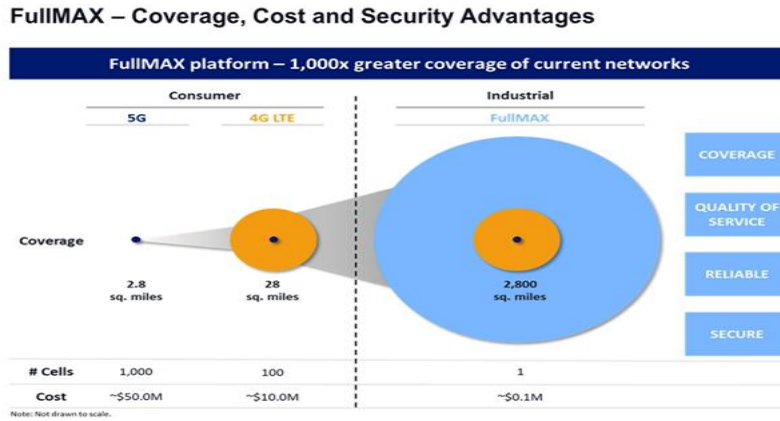 FullMAX – Coverage, Cost and Security Advantages
FullMAX platform – 1,000x greater coverage of current networks
Consumer
Industrial
5G
4G LTE
FullMAX
COVERAGE
QUALITY OF
SERVICE
RELIABLE
SECURE
Coverage
2.8
sq. miles
28
sq. miles
2,800
sq. miles
# Cells 1,000 100 1
Cost ~$50.0M ~$10.0M ~$0.1M
Note: Not drawn to scale.